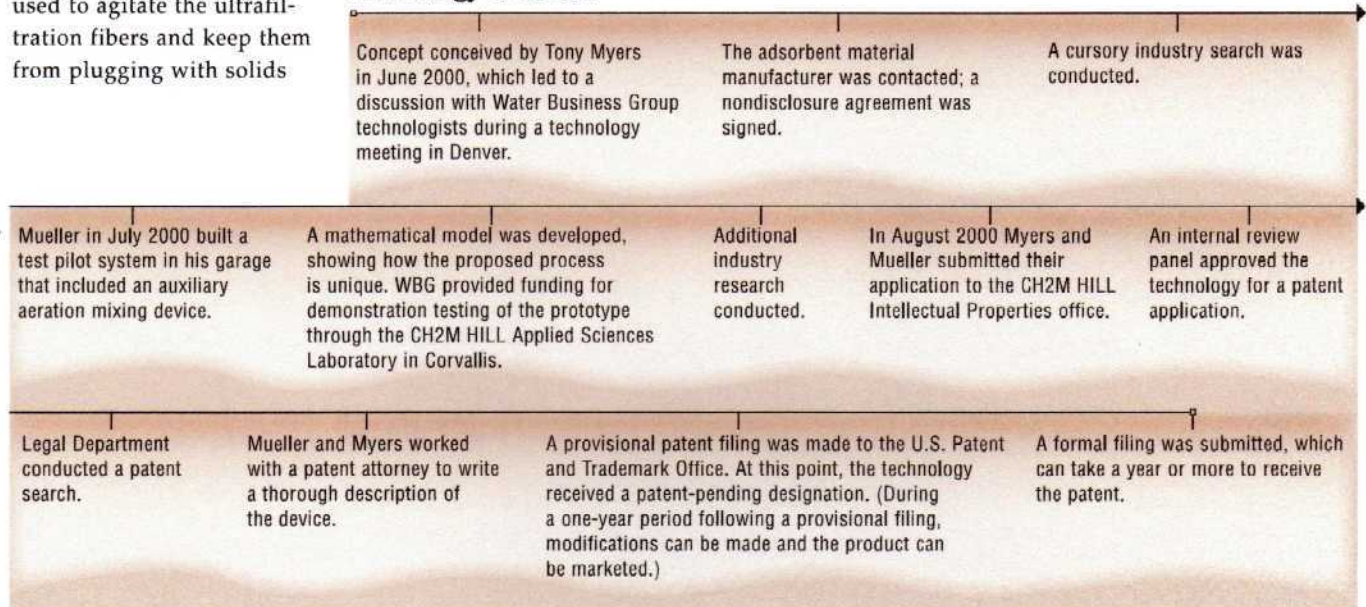 used to agitate the ultrafil-
tration fibers and keep them
from plugging with solids
Concept conceived by Tony Myers
in June 2000, which led to a
discussion with Water Business Group
technologists during a technology
meeting in Denver.
The adsorbent material
manufacturer was contacted; a
nondisclosure agreement was
signed.
A cursory industry search was
conducted.
Mueller in July 2000 built a
test pilot system in his garage
that included an auxiliary
aeration mixing device.
A mathematical model was developed,
showing how the proposed process
is unique. WBG provided funding for
demonstration testing of the prototype
through the CH2M HILL Applied Sciences
Laboratory in Corvallis.
Additional
industry
research
conducted.
In August 2000 Myers and
Mueller submitted their
application to the CH2M HILL
Intellectual Properties office.
An internal review
panel approved the
technology for a patent
application.
Legal Department
conducted a patent
search.
Mueller and Myers worked
with a patent attorney to write
a thorough description of
the device.
A provisional patent filing was made to the U.S. Patent
and Trademark Office. At this point, the technology
received a patent-pending designation. (During
a one-year period following a provisional filing,
modifications can be made and the product can
be marketed.)
A formal filing was submitted, which
can take a year or more to receive
the patent.